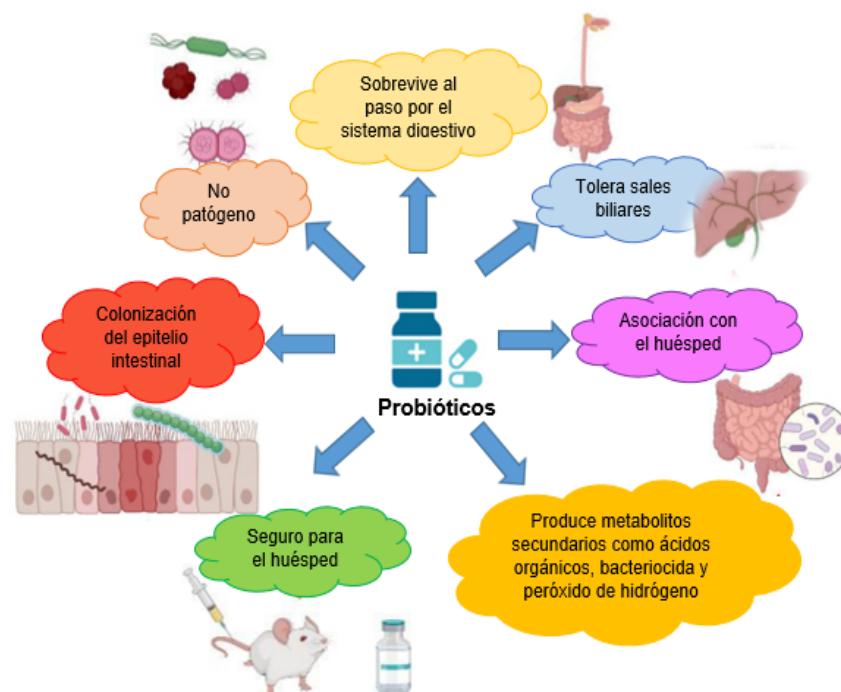 Sobrevive al
paso por el
sistema digestivo
No
patógeno
Tolera sales
biliares
Colonización
del epitelio
intestinal
Asociación con
el huésped
Probióticos
Seguro para
el huésped
Produce metabolitos
secundarios como ácidos
orgánicos, bacteriocida y
peróxido de hidrógeno